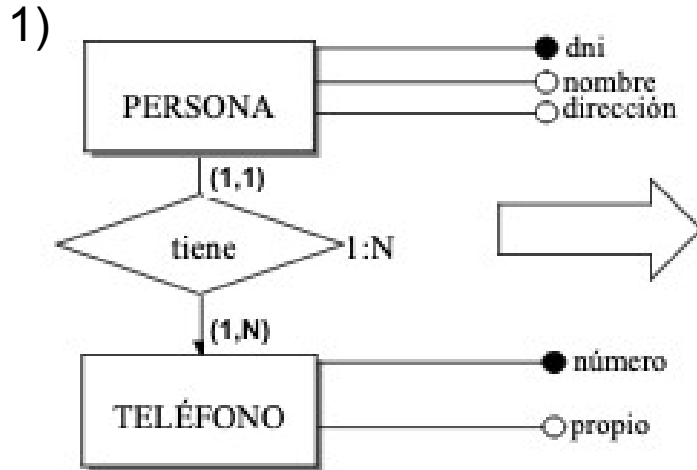 1)
dni
nombre
dirección
PERSONA
(1,1)
tiene
1:N
(1,N)
número
TELÉFONO
propio